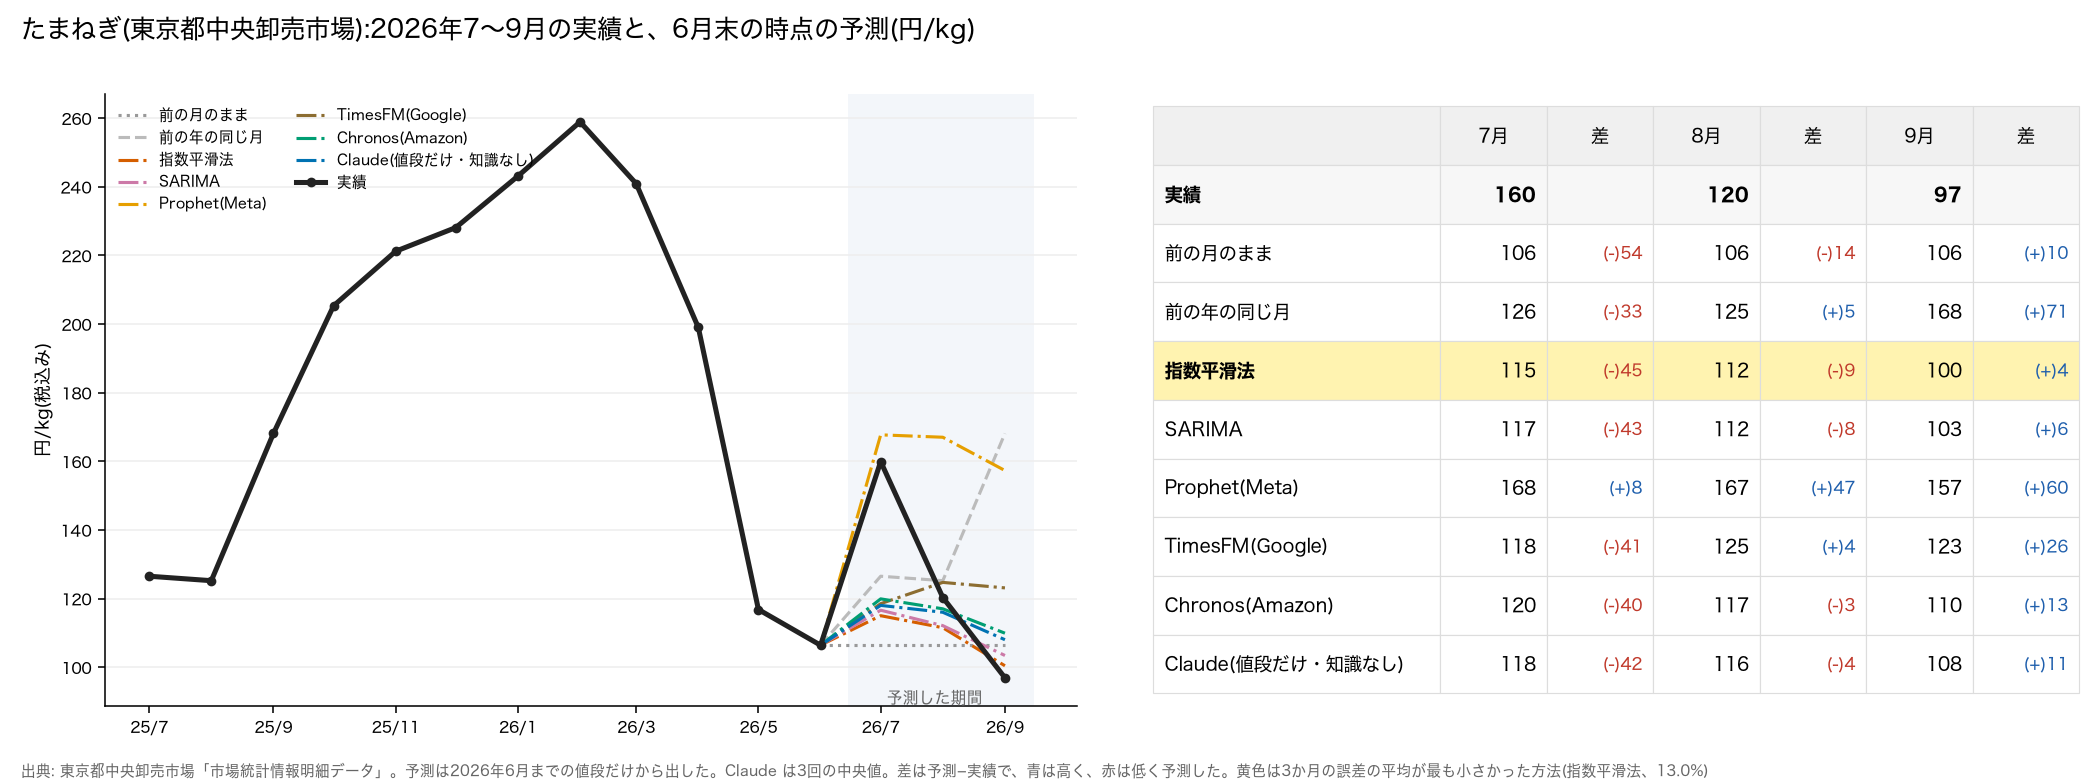 たまねぎ(東京都中央卸売市場):2026年7〜9月の実績と、6月末の時点の予測(円/kg)
前の月のまま
前の年の同じ月
指数平滑法
SARIMA
Prophet(Meta)
TimesFM(Google)
Chronos(Amazon)
Claude(値段だけ・知識なし)
実績
円/kg(税込み)
260
240
220
200
180
160
140
120
100
予測した期間
25/7 25/9 25/11 26/1 26/3 26/5 26/7 26/9
7月 差 8月 差 9月 差
実績 160 120 97
前の月のまま 106 (-)54 106 (-)14 106 (+)10
前の年の同じ月 126 (-)33 125 (+)5 168 (+)71
指数平滑法 115 (-)45 112 (-)9 100 (+)4
SARIMA 117 (-)43 112 (-)8 103 (+)6
Prophet(Meta) 168 (+)8 167 (+)47 157 (+)60
TimesFM(Google) 118 (-)41 125 (+)4 123 (+)26
Chronos(Amazon) 120 (-)40 117 (-)3 110 (+)13
Claude(値段だけ・知識なし) 118 (-)42 116 (-)4 108 (+)11
出典: 東京都中央卸売市場「市場統計情報明細データ」。予測は2026年6月までの値段だけから出した。Claude は3回の中央値。差は予測−実績で、青は高く、赤は低く予測した。黄色は3か月の誤差の平均が最も小さかった方法(指数平滑法、13.0%)